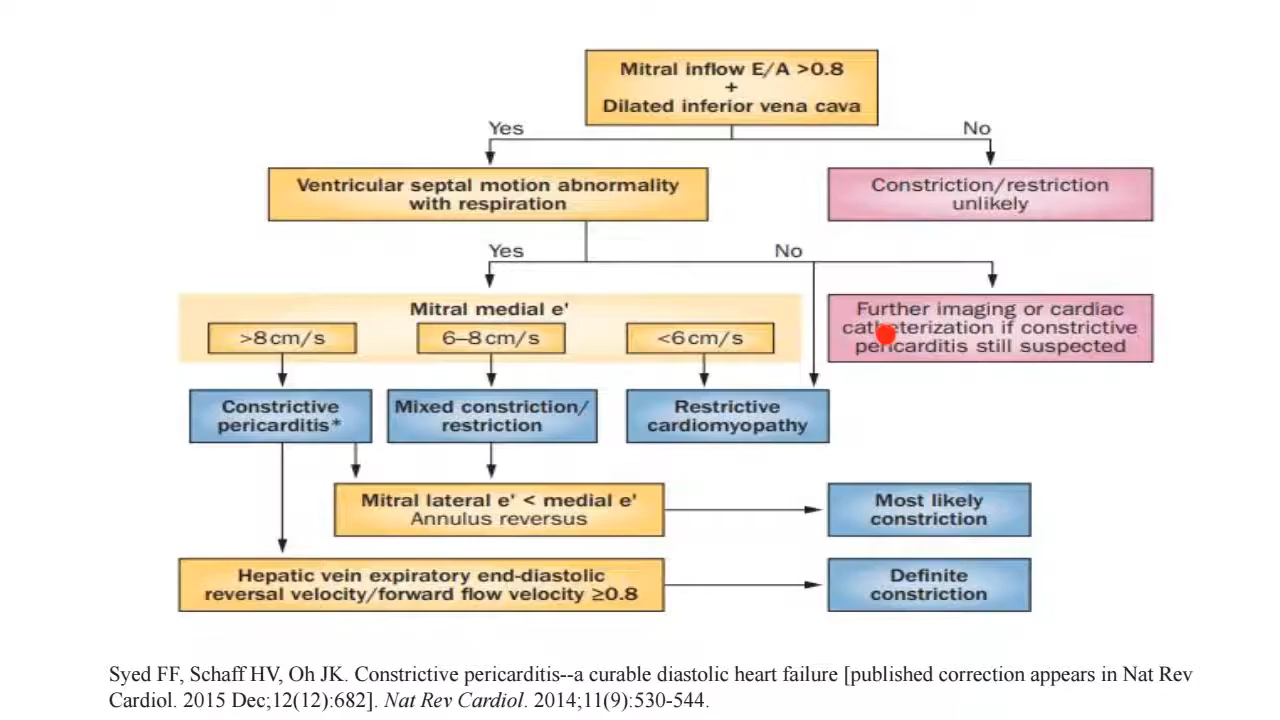 Mitral inflow E/A >0.8
+
Dilated inferior vena cava
Yes
No
Ventricular septal motion abnormality
with respiration
Constriction/restriction
unlikely
Yes
No
Mitral medial e'
>8 cm/s
6–8 cm/s
<6 cm/s
Further imaging or cardiac
catheterization if constrictive
pericarditis still suspected
Constrictive
pericarditis*
Mixed constriction/
restriction
Restrictive
cardiomyopathy
Mitral lateral e' < medial e'
Annulus reversus
Most likely
constriction
Hepatic vein expiratory end-diastolic
reversal velocity/forward flow velocity ≥0.8
Definite
constriction
Syed FF, Schaff HV, Oh JK. Constrictive pericarditis--a curable diastolic heart failure [published correction appears in Nat Rev
Cardiol. 2015 Dec;12(12):682]. Nat Rev Cardiol. 2014;11(9):530-544.